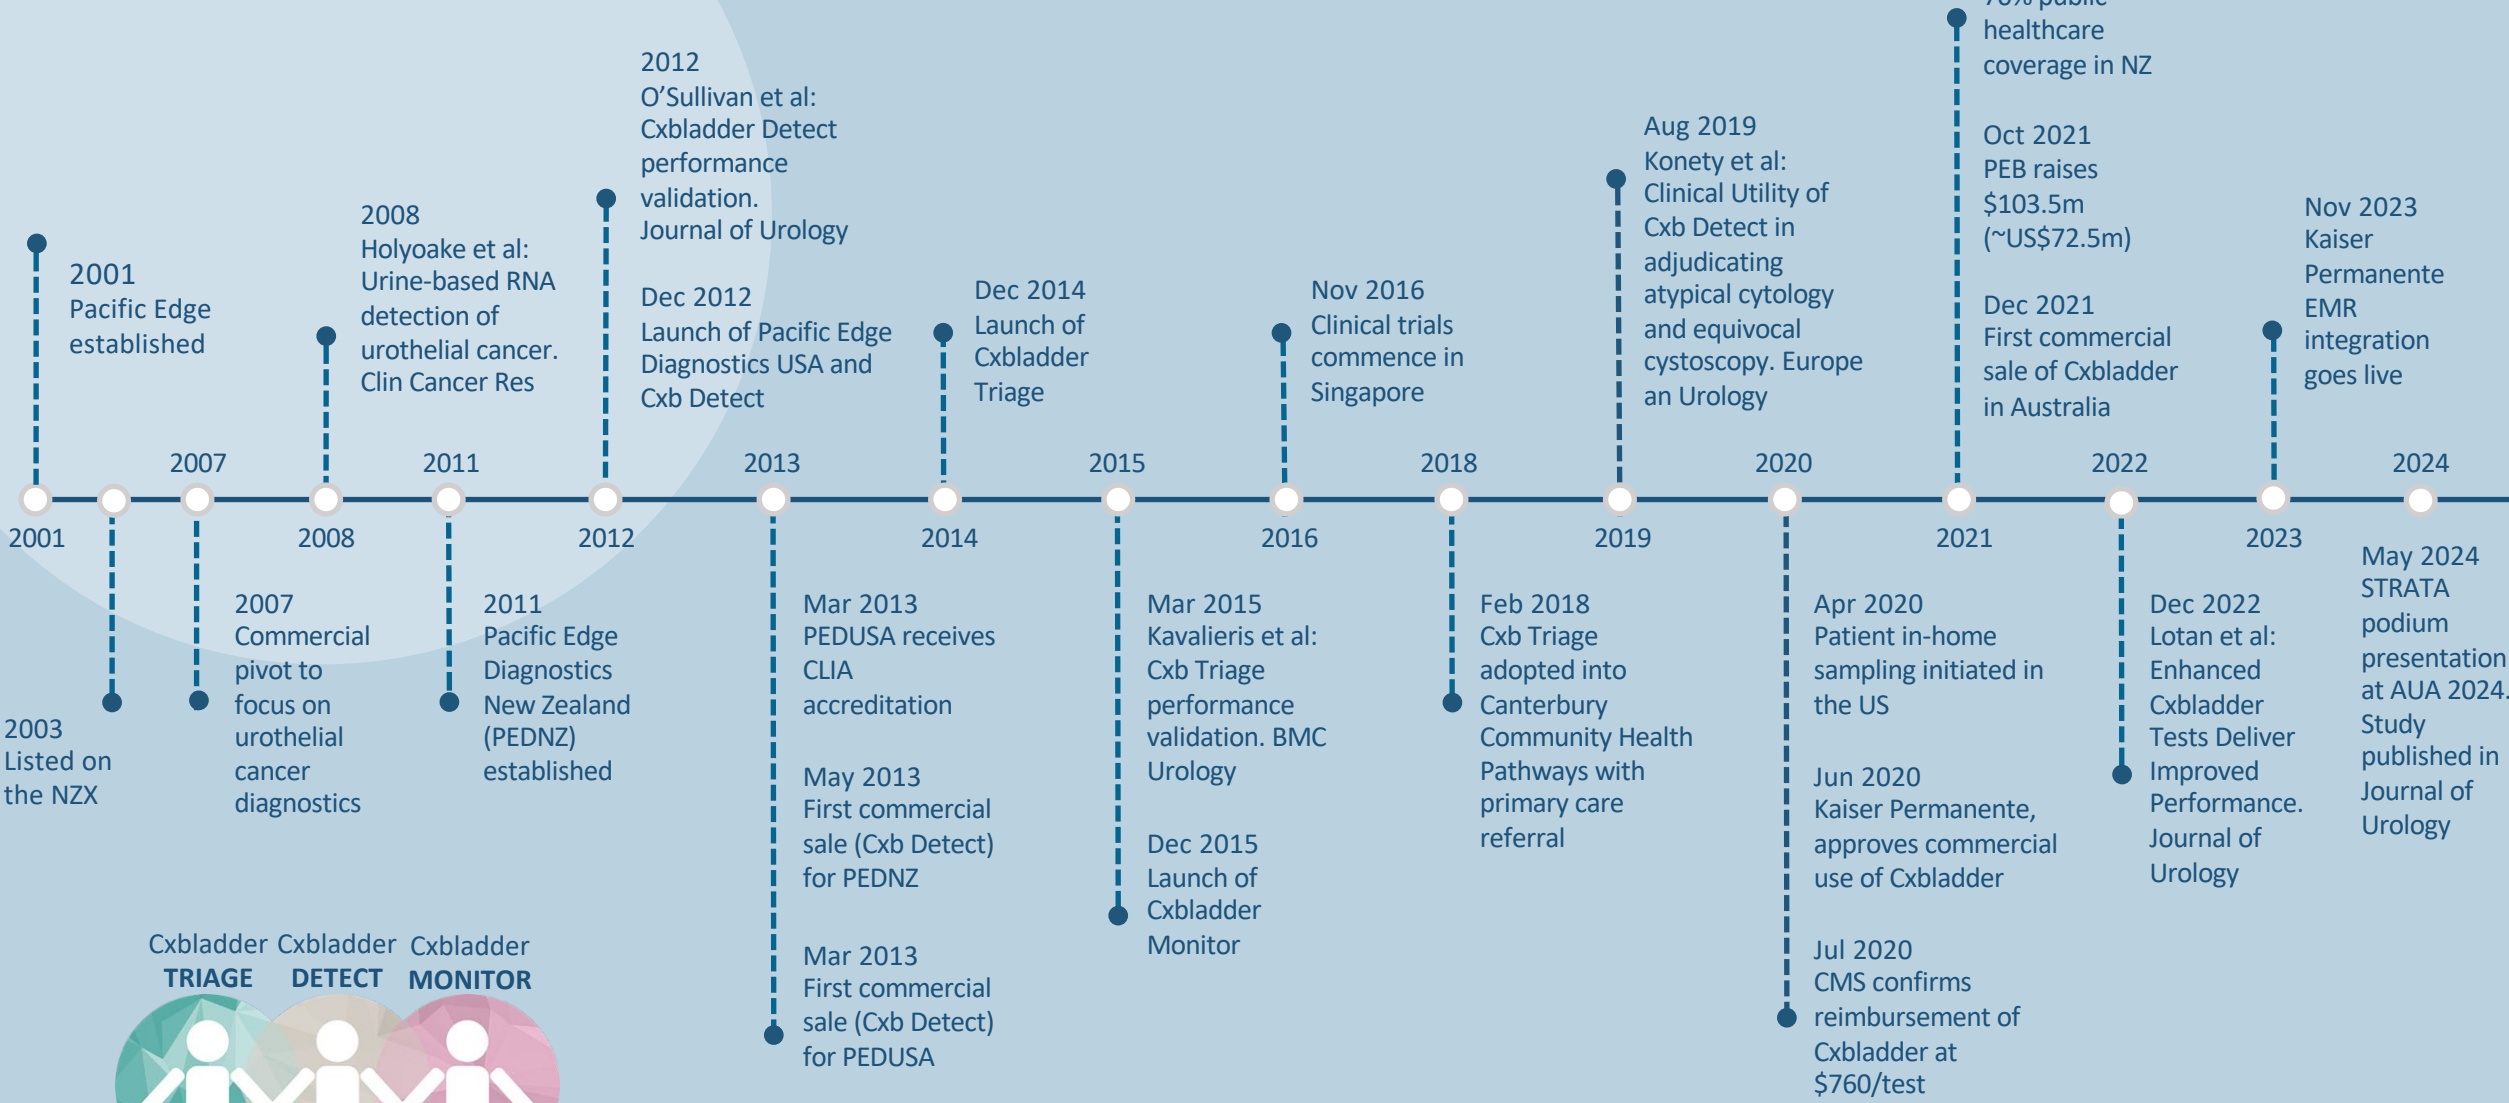 healthcare
coverage in NZ
Oct 2021
PEB raises
$103.5m
(~US$72.5m)
Dec 2021
First commercial
sale of Cxbladder
in Australia
2001
Pacific Edge
established
2008
Holyoake et al:
Urine-based RNA
detection of
urothelial cancer.
Clin Cancer Res
2012
O’Sullivan et al:
Cxbladder Detect
performance
validation.
Journal of Urology
Dec 2012
Launch of Pacific Edge
Diagnostics USA and
Cxb Detect
Dec 2014
Launch of
Cxbladder
Triage
Nov 2016
Clinical trials
commence in
Singapore
Aug 2019
Konety et al:
Clinical Utility of
Cxb Detect in
adjudicating
atypical cytology
and equivocal
cystoscopy. Europe
an Urology
Nov 2023
Kaiser
Permanente
EMR
integration
goes live
2007
2011
2013
2015
2018
2020
2022
2024
2001
2008
2012
2014
2016
2019
2021
2023
2003
Listed on
the NZX
2007
Commercial
pivot to
focus on
urothelial
cancer
diagnostics
2011
Pacific Edge
Diagnostics
New Zealand
(PEDNZ)
established
Mar 2013
PEDUSA receives
CLIA
accreditation
May 2013
First commercial
sale (Cxb Detect)
for PEDNZ
Mar 2013
First commercial
sale (Cxb Detect)
for PEDUSA
Mar 2015
Kavalieris et al:
Cxb Triage
performance
validation. BMC
Urology
Dec 2015
Launch of
Cxbladder
Monitor
Feb 2018
Cxb Triage
adopted into
Canterbury
Community Health
Pathways with
primary care
referral
Apr 2020
Patient in-home
sampling initiated in
the US
Jun 2020
Kaiser Permanente,
approves commercial
use of Cxbladder
Jul 2020
CMS confirms
reimbursement of
Cxbladder at
$760/test
Dec 2022
Lotan et al:
Enhanced
Cxbladder
Tests Deliver
Improved
Performance.
Journal of
Urology
May 2024
STRATA
podium
presentation
at AUA 2024.
Study
published in
Journal of
Urology
Cxbladder
TRIAGE
Cxbladder
DETECT
Cxbladder
MONITOR